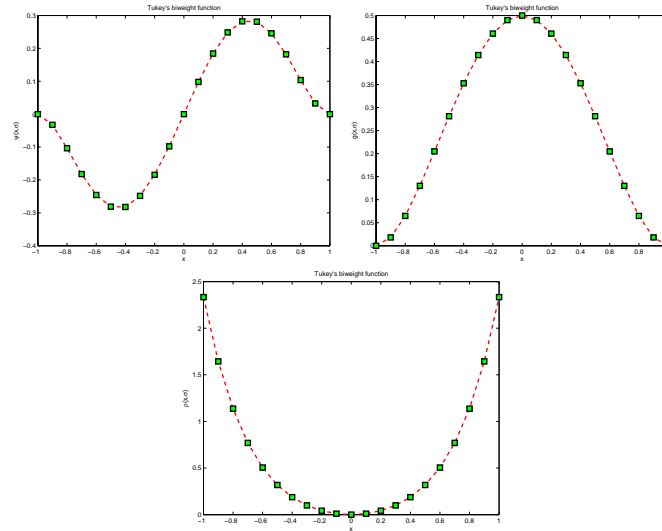 Tukey's biweight function
0.3
0.2
0.1
0
−0.1
−0.2
−0.3
−0.4
ψ(x,σ)
−1 −0.8 −0.6 −0.4 −0.2 0 0.2 0.4 0.6 0.8 1
x
Tukey's biweight function
0.5
0.45
0.4
0.35
0.3
0.25
0.2
0.15
0.1
0.05
0
g(x,σ)
−1 −0.8 −0.6 −0.4 −0.2 0 0.2 0.4 0.6 0.8
x
Tukey's biweight function
2.5
2
1.5
1
0.5
0
ρ(x,σ)
−1 −0.8 −0.6 −0.4 −0.2 0 0.2 0.4 0.6 0.8 1
x